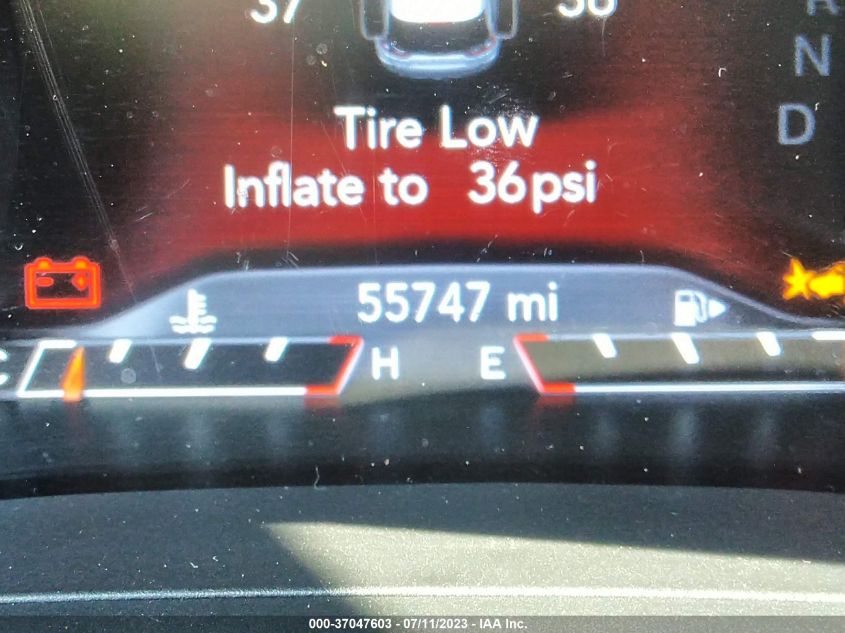 37 38
N
Tire Low
D
Inflate to 36psi
55747 mi
C H E
000-37047603 - 07/11/2023 - IAA Inc.